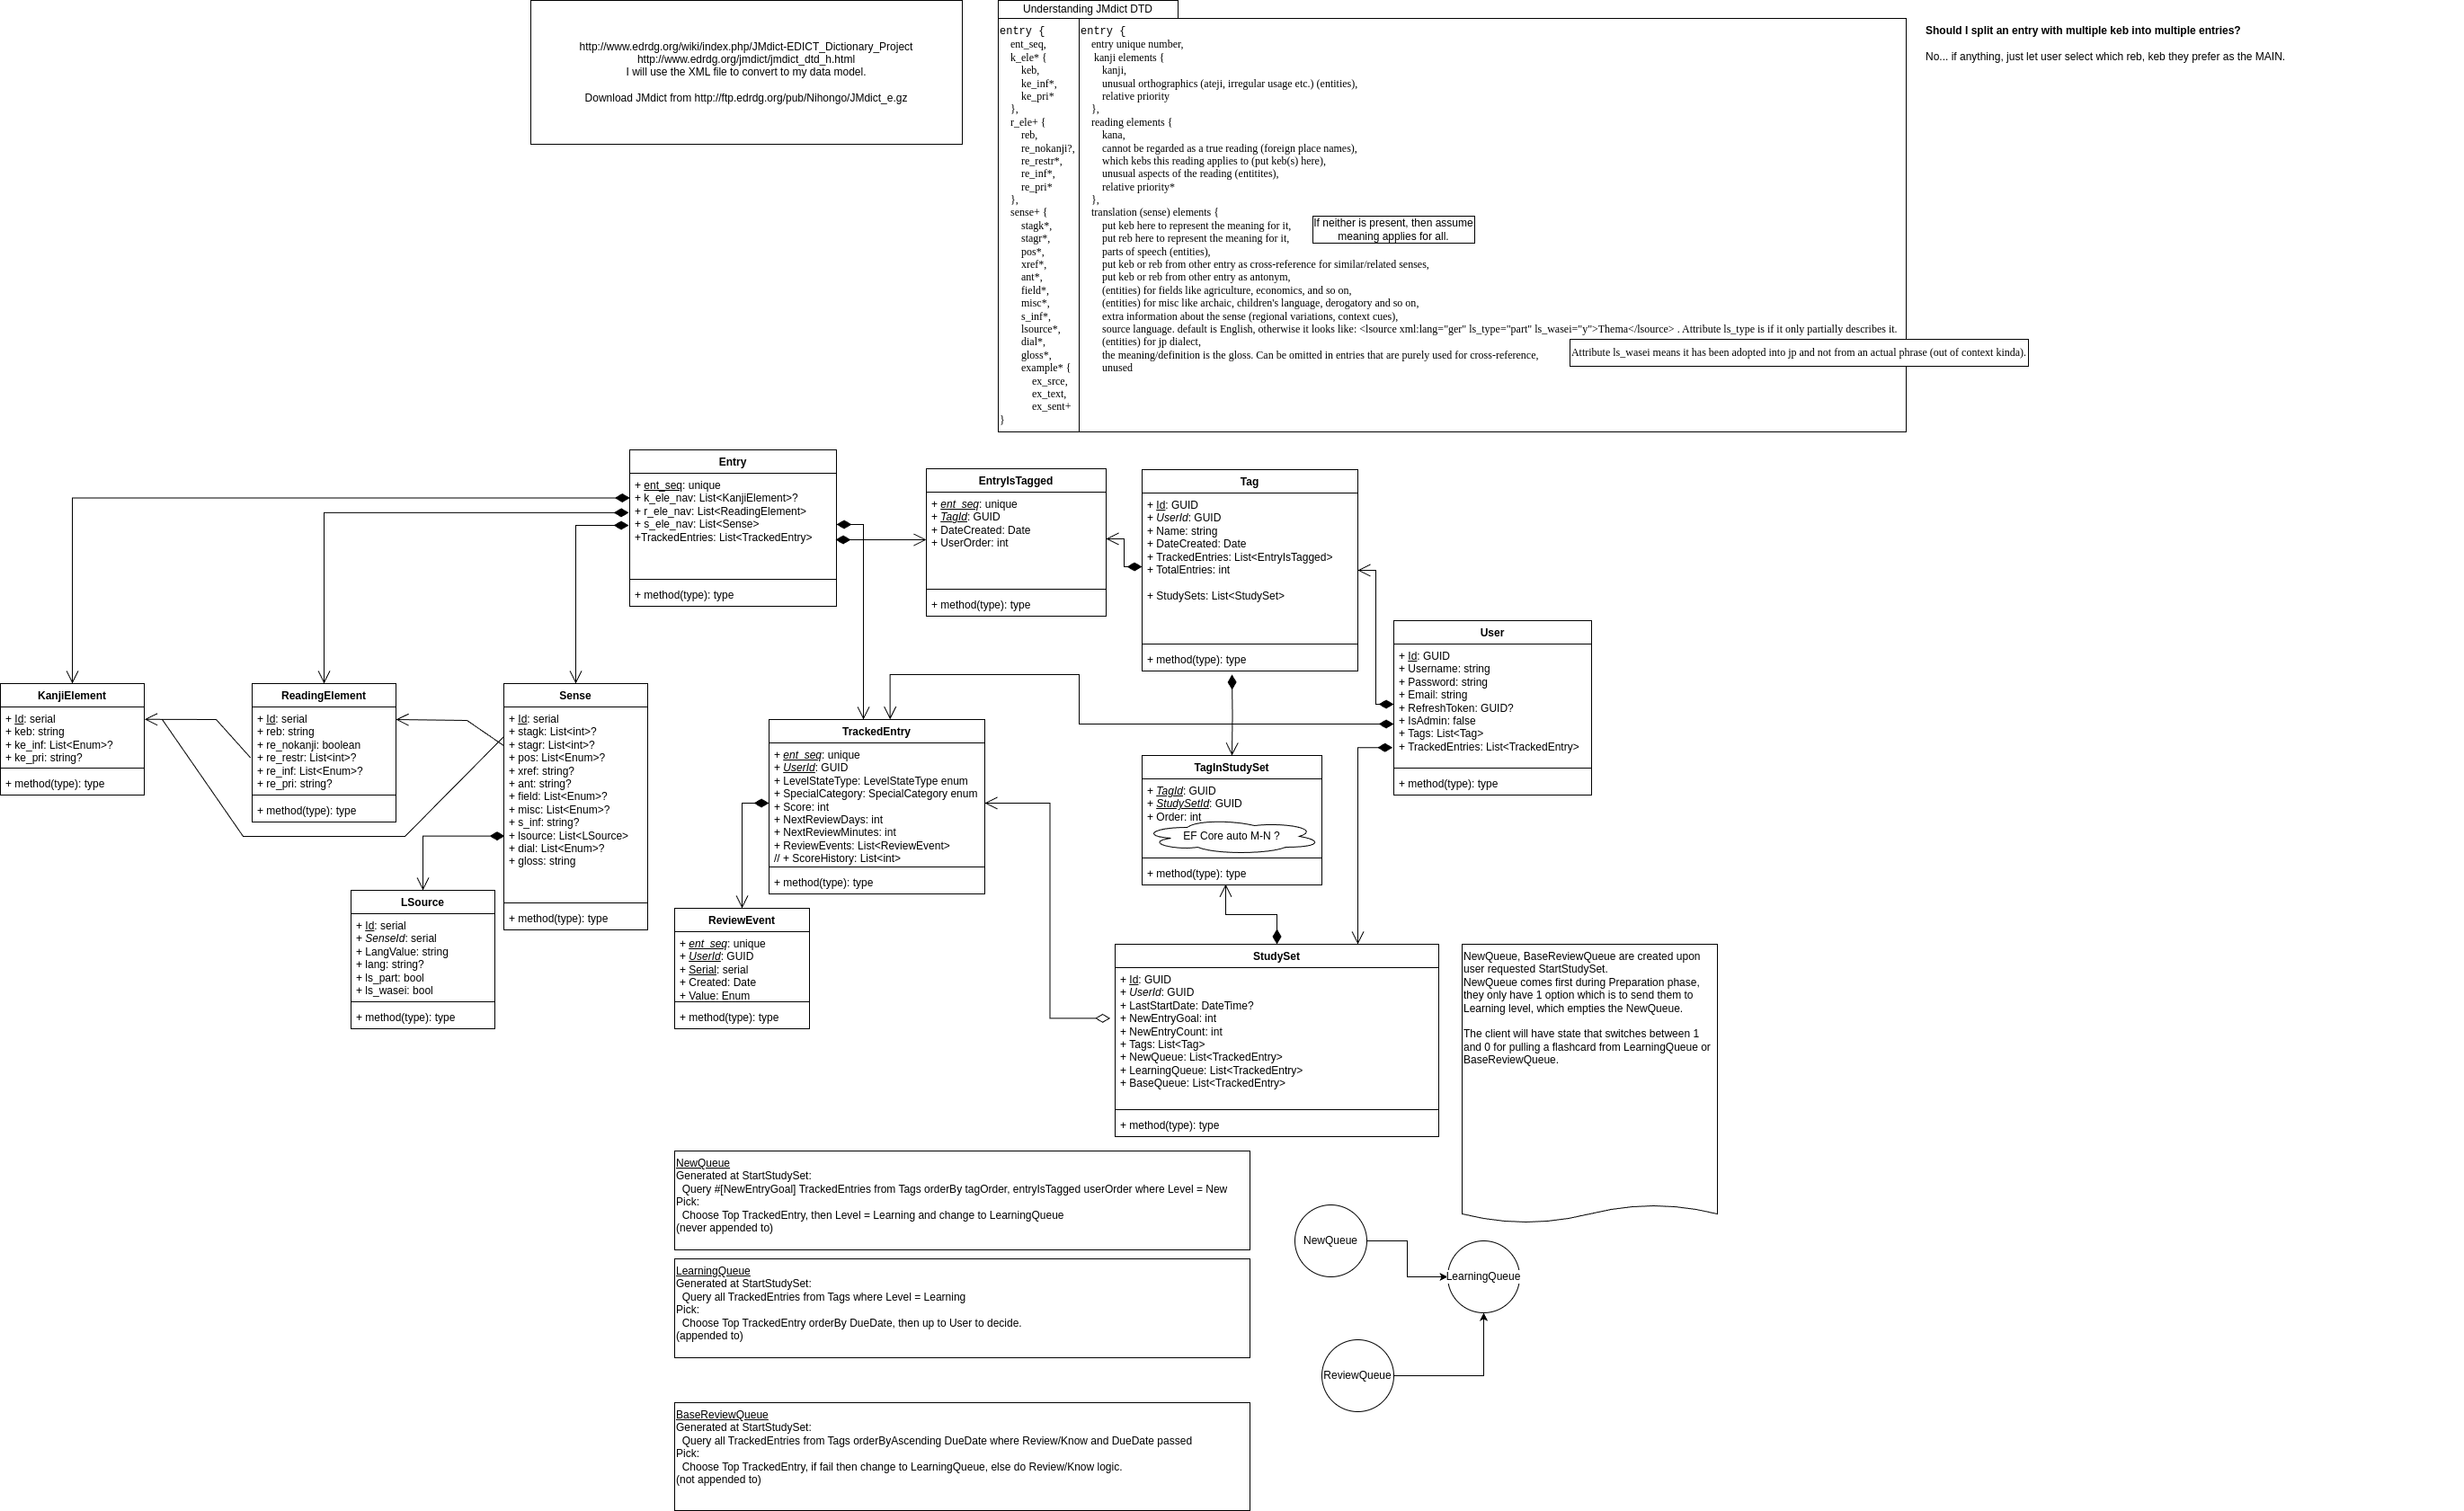 http://www.edrdg.org/wiki/index.php/JMdict-EDICT_Dictionary_Project
http://www.edrdg.org/jmdict/jmdict_dtd_h.html
I will use the XML file to convert to my data model.
Download JMdict from http://ftp.edrdg.org/pub/Nihongo/JMdict_e.gz
Understanding JMdict DTD
entry {
ent_seq,
k_ele* {
keb,
ke_inf*,
ke_pri*
},
r_ele+ {
reb,
re_nokanji?,
re_restr*,
re_inf*,
re_pri*
},
sense+ {
stagk*,
stagr*,
pos*,
xref*,
ant*,
field*,
misc*,
s_inf*,
lsource*,
dial*,
gloss*,
example* {
ex_srce,
ex_text,
ex_sent+
}
entry {
entry unique number,
kanji elements {
kanji,
unusual orthographics (ateji, irregular usage etc.) (entities),
relative priority
},
reading elements {
kana,
cannot be regarded as a true reading (foreign place names),
which kebs this reading applies to (put keb(s) here),
unusual aspects of the reading (entitites),
relative priority*
},
translation (sense) elements {
put keb here to represent the meaning for it,
put reb here to represent the meaning for it,
parts of speech (entities),
put keb or reb from other entry as cross-reference for similar/related senses,
put keb or reb from other entry as antonym,
(entities) for fields like agriculture, economics, and so on,
(entities) for misc like archaic, children's language, derogatory and so on,
extra information about the sense (regional variations, context cues),
source language. default is English, otherwise it looks like: <lsource xml:lang="ger" ls_type="part" ls_wasei="y">Thema</lsource> . Attribute ls_type is if it only partially describes it.
(entities) for jp dialect,
the meaning/definition is the gloss. Can be omitted in entries that are purely used for cross-reference,
unused
If neither is present, then assume
meaning applies for all.
Attribute ls_wasei means it has been adopted into jp and not from an actual phrase (out of context kinda).
Should I split an entry with multiple keb into multiple entries?
No... if anything, just let user select which reb, keb they prefer as the MAIN.
Entry
+ ent_seq: unique
+ k_ele_nav: List<KanjiElement>?
+ r_ele_nav: List<ReadingElement>
+ s_ele_nav: List<Sense>
+TrackedEntries: List<TrackedEntry>
+ method(type): type
EntryIsTagged
+ ent_seq: unique
+ TagId: GUID
+ DateCreated: Date
+ UserOrder: int
+ method(type): type
Tag
+ Id: GUID
+ UserId: GUID
+ Name: string
+ DateCreated: Date
+ TrackedEntries: List<EntryIsTagged>
+ TotalEntries: int
+ StudySets: List<StudySet>
+ method(type): type
User
+ Id: GUID
+ Username: string
+ Password: string
+ Email: string
+ RefreshToken: GUID?
+ IsAdmin: false
+ Tags: List<Tag>
+ TrackedEntries: List<TrackedEntry>
+ method(type): type
KanjiElement
+ Id: serial
+ keb: string
+ ke_inf: List<Enum>?
+ ke_pri: string?
+ method(type): type
ReadingElement
+ Id: serial
+ reb: string
+ re_nokanji: boolean
+ re_restr: List<int>?
+ re_inf: List<Enum>?
+ re_pri: string?
+ method(type): type
Sense
+ Id: serial
+ stagk: List<int>?
+ stagr: List<int>?
+ pos: List<Enum>?
+ xref: string?
+ ant: string?
+ field: List<Enum>?
+ misc: List<Enum>?
+ s_inf: string?
+ lsource: List<LSource>
+ dial: List<Enum>?
+ gloss: string
+ method(type): type
TrackedEntry
+ ent_seq: unique
+ UserId: GUID
+ LevelStateType: LevelStateType enum
+ SpecialCategory: SpecialCategory enum
+ Score: int
+ NextReviewDays: int
+ NextReviewMinutes: int
+ ReviewEvents: List<ReviewEvent>
// + ScoreHistory: List<int>
+ method(type): type
TagInStudySet
+ TagId: GUID
+ StudySetId: GUID
+ Order: int
EF Core auto M-N ?
+ method(type): type
LSource
+ Id: serial
+ SenseId: serial
+ LangValue: string
+ lang: string?
+ ls_part: bool
+ ls_wasei: bool
+ method(type): type
ReviewEvent
+ ent_seq: unique
+ UserId: GUID
+ Serial: serial
+ Created: Date
+ Value: Enum
+ method(type): type
StudySet
+ Id: GUID
+ UserId: GUID
+ LastStartDate: DateTime?
+ NewEntryGoal: int
+ NewEntryCount: int
+ Tags: List<Tag>
+ NewQueue: List<TrackedEntry>
+ LearningQueue: List<TrackedEntry>
+ BaseQueue: List<TrackedEntry>
+ method(type): type
NewQueue, BaseReviewQueue are created upon
user requested StartStudySet.
NewQueue comes first during Preparation phase,
they only have 1 option which is to send them to
Learning level, which empties the NewQueue.
The client will have state that switches between 1
and 0 for pulling a flashcard from LearningQueue or
BaseReviewQueue.
NewQueue
Generated at StartStudySet:
Query #[NewEntryGoal] TrackedEntries from Tags orderBy tagOrder, entryIsTagged userOrder where Level = New
Pick:
Choose Top TrackedEntry, then Level = Learning and change to LearningQueue
(never appended to)
LearningQueue
Generated at StartStudySet:
Query all TrackedEntries from Tags where Level = Learning
Pick:
Choose Top TrackedEntry orderBy DueDate, then up to User to decide.
(appended to)
BaseReviewQueue
Generated at StartStudySet:
Query all TrackedEntries from Tags orderByAscending DueDate where Review/Know and DueDate passed
Pick:
Choose Top TrackedEntry, if fail then change to LearningQueue, else do Review/Know logic.
(not appended to)
NewQueue
LearningQueue
ReviewQueue